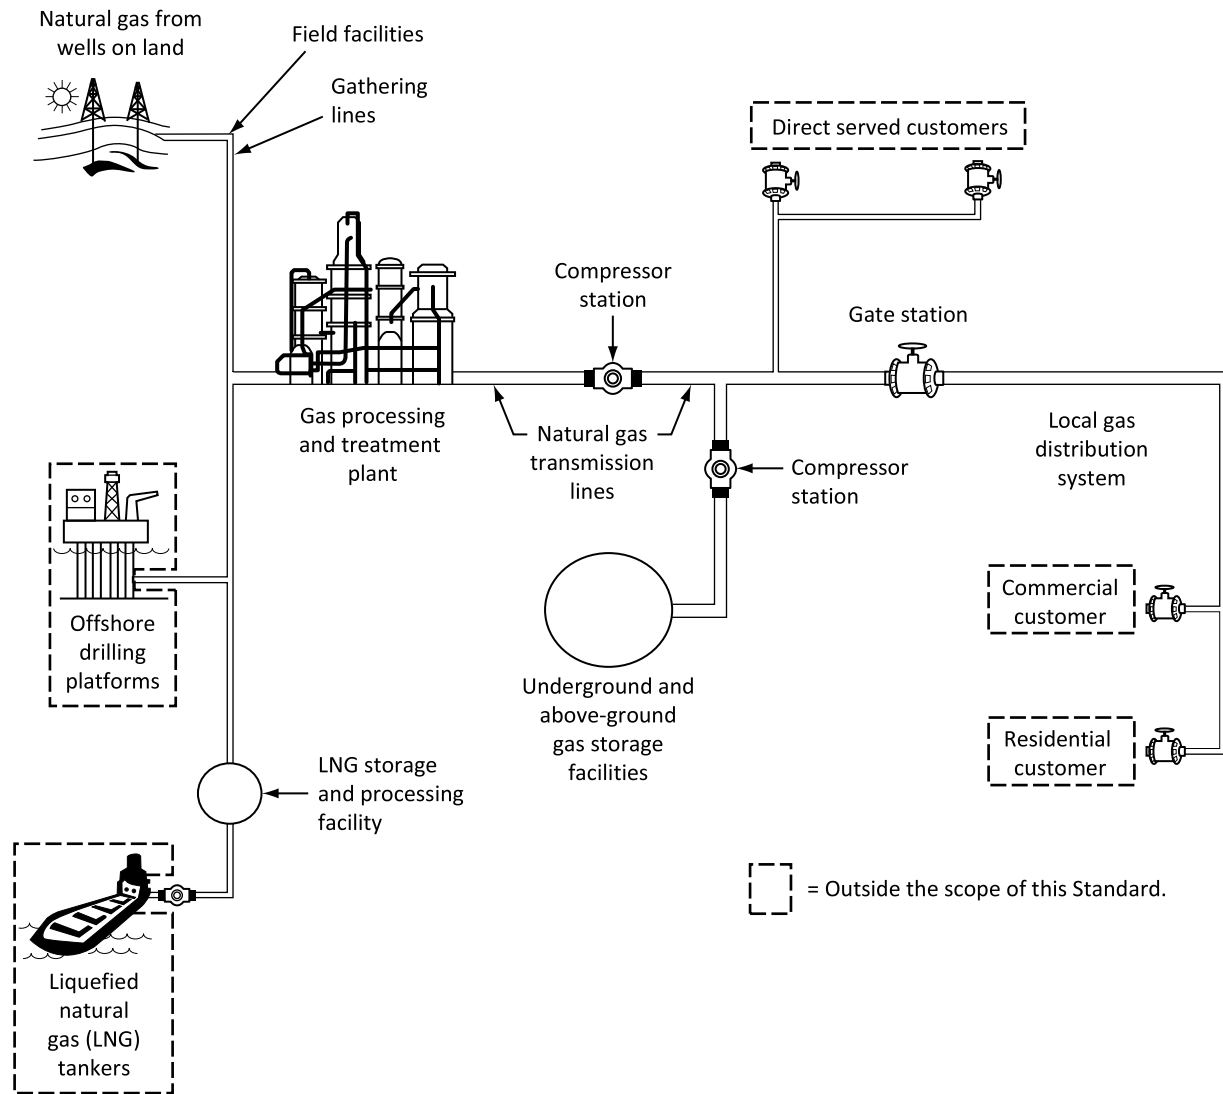 Natural gas from
wells on land
Field facilities
Gathering
lines
Direct served customers
Compressor
station
Gate station
Gas processing
and treatment
plant
Natural gas
transmission
lines
Local gas
distribution
system
Compressor
station
Offshore
drilling
platforms
Commercial
customer
Underground and
above-ground
gas storage
facilities
Residential
customer
LNG storage
and processing
facility
= Outside the scope of this Standard.
Liquefied
natural
gas (LNG)
tankers